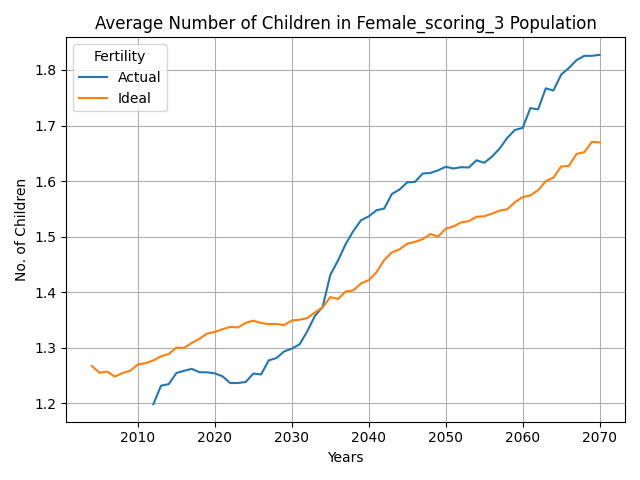 Average Number of Children in Female_scoring_3 Population
Fertility
Actual
Ideal
No. of Children
1.8
1.7
1.6
1.5
1.4
1.3
1.2
2010 2020 2030 2040 2050 2060 2070
Years